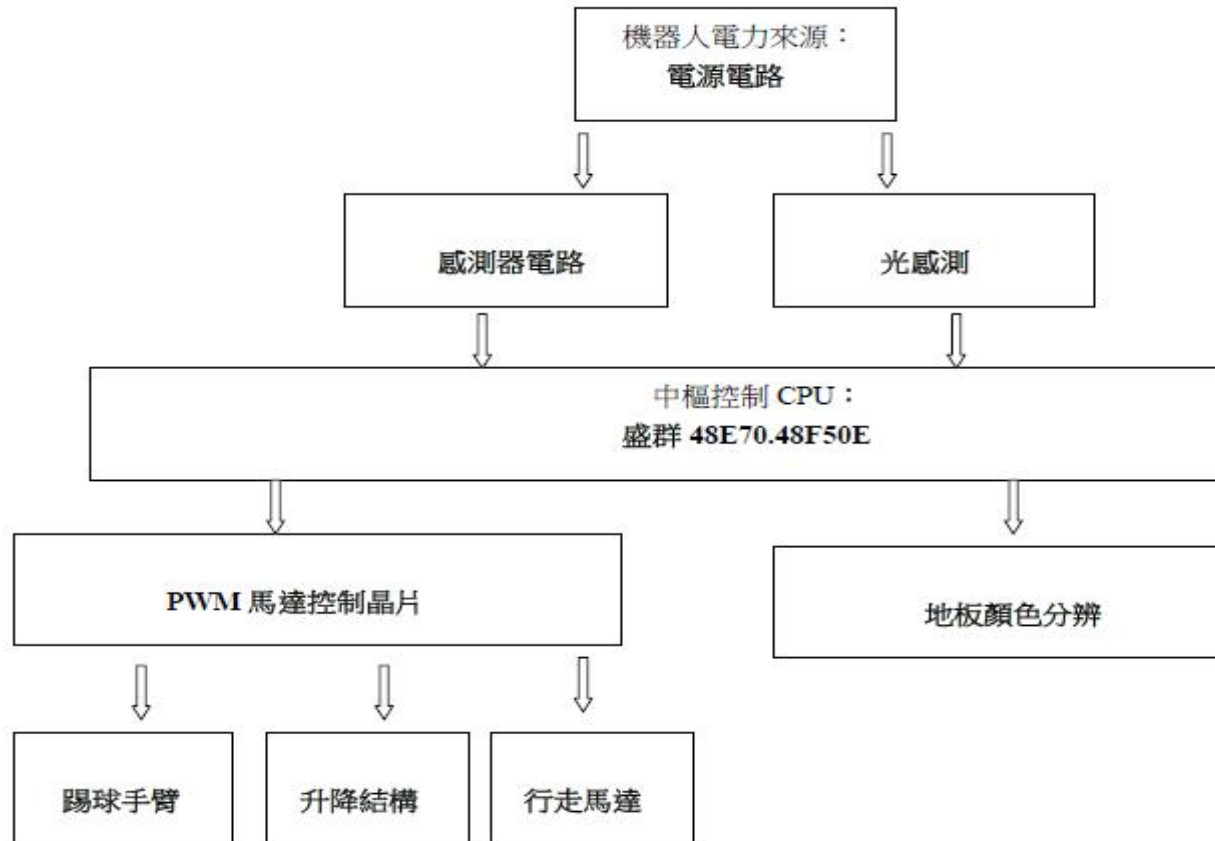 機器人電力來源：
電源電路
感測器電路
光感測
中樞控制 CPU：
盛群 48E70.48F50E
PWM 馬達控制晶片
地板顏色分辨
踢球手臂
升降結構
行走馬達